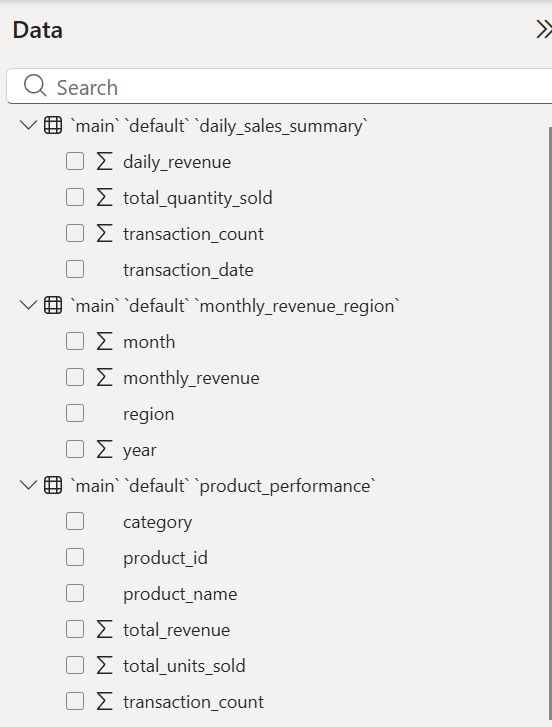 Data
Search
`main` `default` `daily_sales_summary`
∑ daily_revenue
∑ total_quantity_sold
∑ transaction_count
transaction_date
`main` `default` `monthly_revenue_region`
∑ month
∑ monthly_revenue
region
∑ year
`main` `default` `product_performance`
category
product_id
product_name
∑ total_revenue
∑ total_units_sold
∑ transaction_count